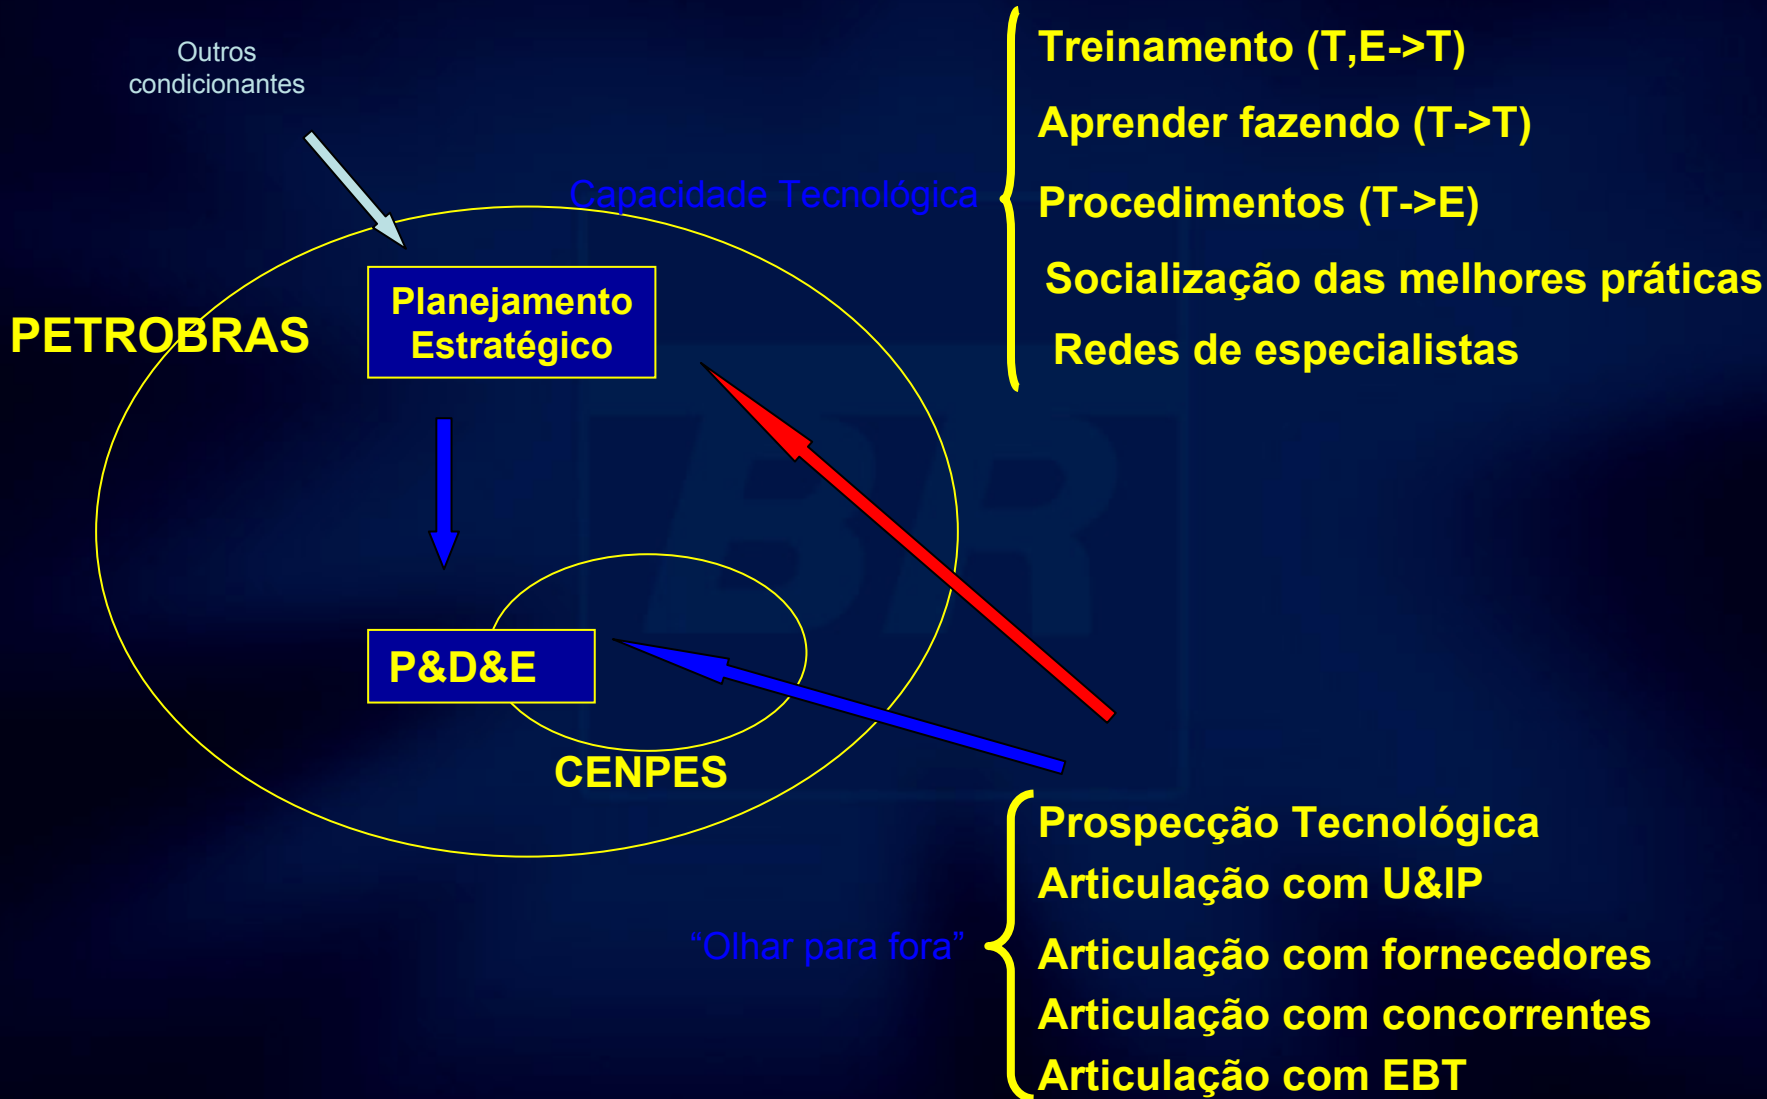 Outros
condicionantes
Treinamento (T,E->T)
Aprender fazendo (T->T)
Capacidade Tecnológica
Procedimentos (T->E)
Socialização das melhores práticas
Redes de especialistas
Planejamento
Estratégico
PETROBRAS
BR
P&D&E
CENPES
Prospecção Tecnológica
Articulação com U&IP
“Olhar para fora”
Articulação com fornecedores
Articulação com concorrentes
Articulação com EBT